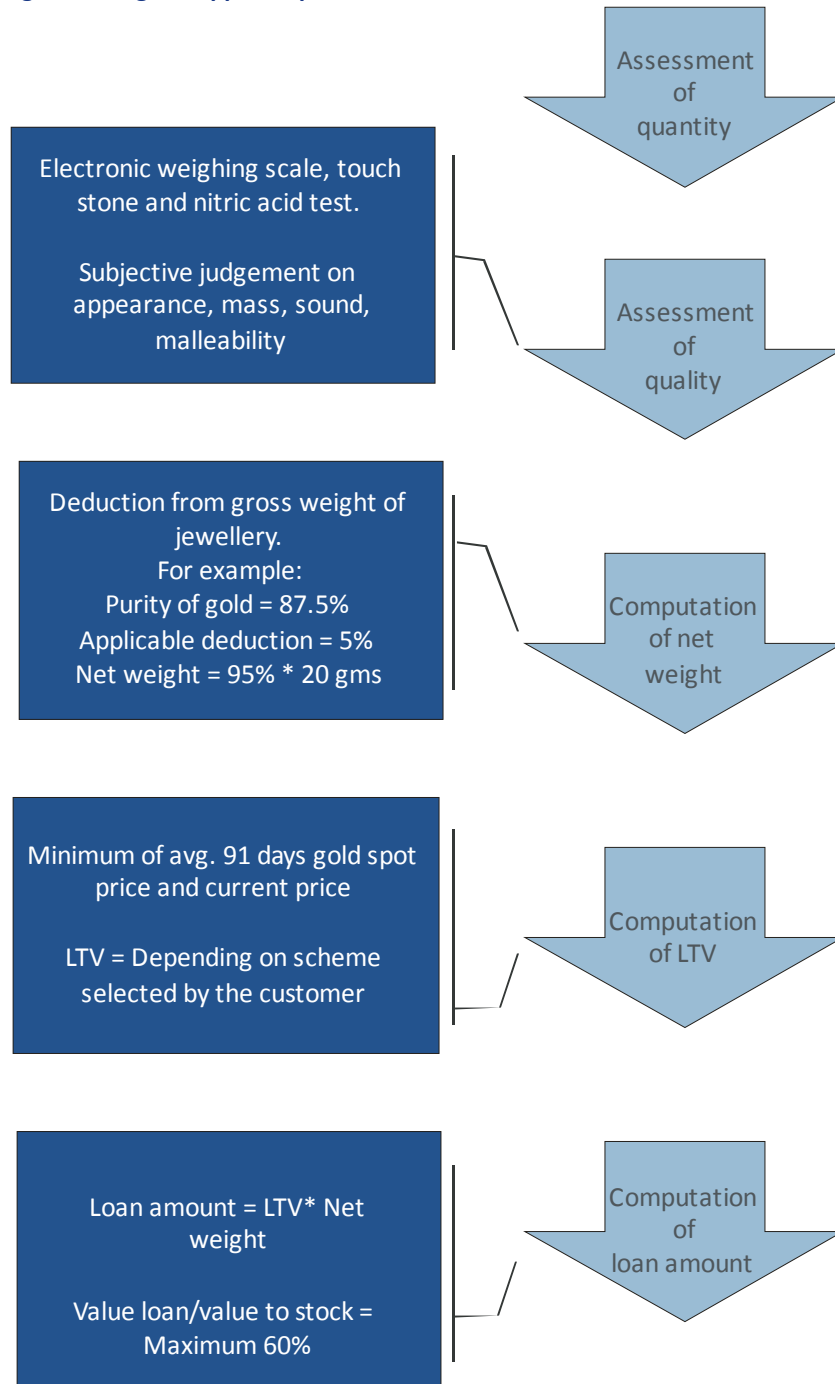 Assessment
of
quantity
Electronic weighing scale, touch
stone and nitric acid test.
Subjective judgement on
appearance, mass, sound,
malleability
Assessment
of
quality
Deduction from gross weight of
jewellery.
For example:
Purity of gold = 87.5%
Applicable deduction = 5%
Net weight = 95% * 20 gms
Computation
of net
weight
Minimum of avg. 91 days gold spot
price and current price
LTV = Depending on scheme
selected by the customer
Computation
of LTV
Loan amount = LTV* Net
weight
Value loan/value to stock =
Maximum 60%
Computation
of
loan amount